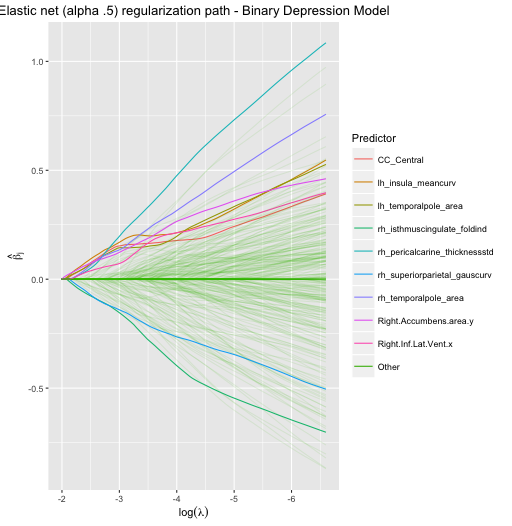 Elastic net (alpha .5) regularization path - Binary Depression Model
1.0
0.5
0.0
-0.5
-2
-3
-4
-5
-6
log(λ)
β̂j
Predictor
CC_Central
lh_insula_meancurv
lh_temporalpole_area
rh_isthmuscingulate_foldind
rh_pericalcarine_thicknessstd
rh_superiorparietal_gauscurv
rh_temporalpole_area
Right.Accumbens.area.y
Right.Inf.Lat.Vent.x
Other